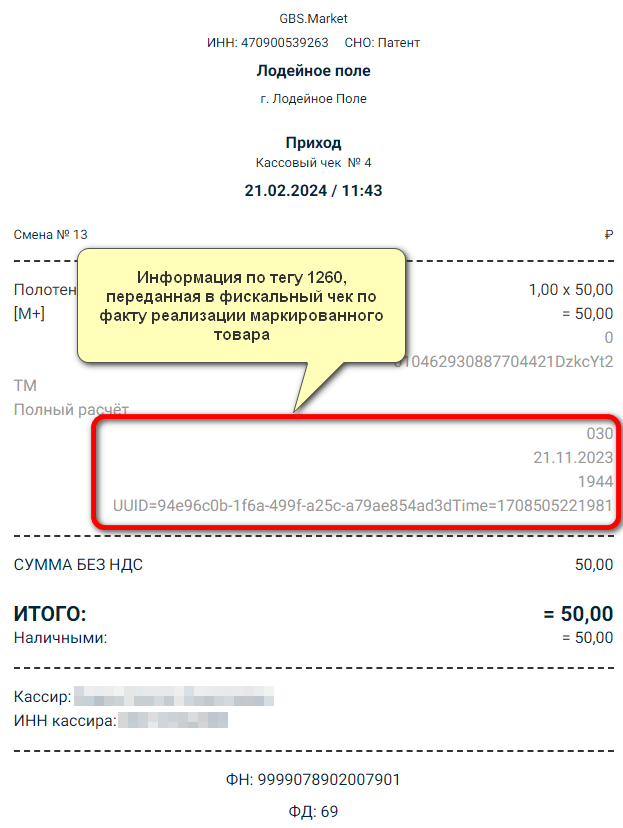 GBS.Market
ИНН: 470900539263 СНО: Патент
Лодейное поле
г. Лодейное Поле
Приход
Кассовый чек № 4
21.02.2024 / 11:43
Смена № 13 ₽
Информация по тегу 1260,
переданная в фискальный чек по
факту реализации маркированного
товара
Полотен 1,00 x 50,00
[M+] = 50,00
0
010462930887704421DzkcYt2
ТМ
Полный расчёт
030
21.11.2023
1944
UUID=94e96c0b-1f6a-499f-a25c-a79ae854ad3dTime=1708505221981
СУММА БЕЗ НДС 50,00
ИТОГО: = 50,00
Наличными: = 50,00
Кассир:
ИНН кассира:
ФН: 9999078902007901
ФД: 69